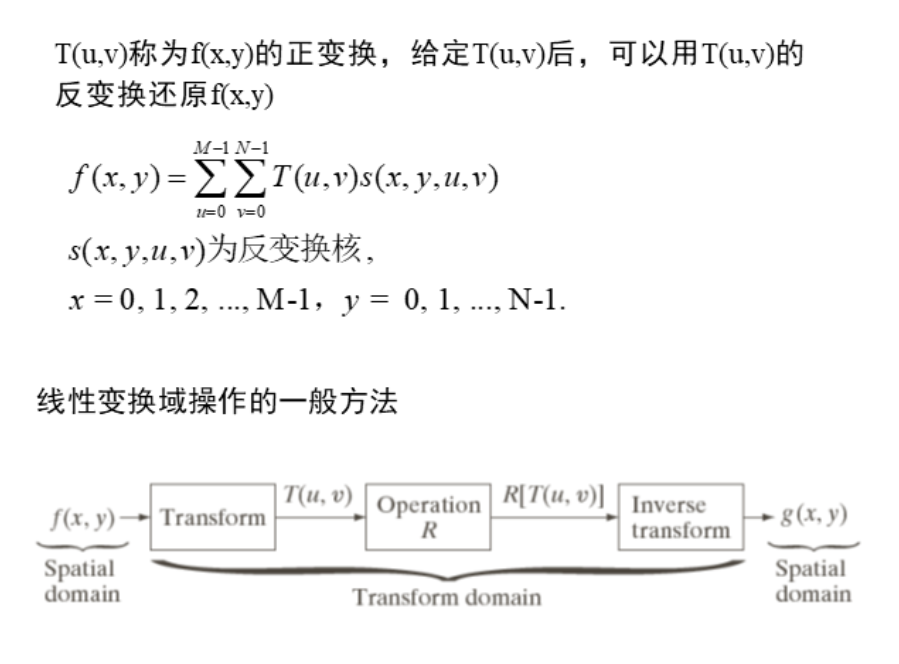 T(u,v)称为f(x,y)的正变换，给定T(u,v)后，可以用T(u,v)的
反变换还原f(x,y)
M-1 N-1
f(x, y) = ∑ ∑ T(u,v)s(x, y,u,v)
u=0 v=0
s(x, y,u,v)为反变换核,
x = 0, 1, 2, ..., M-1，y = 0, 1, ..., N-1.
线性变换域操作的一般方法
f(x, y) Transform T(u, v) Operation R R[T(u, v)] Inverse transform g(x, y)
Spatial domain Transform domain Spatial domain